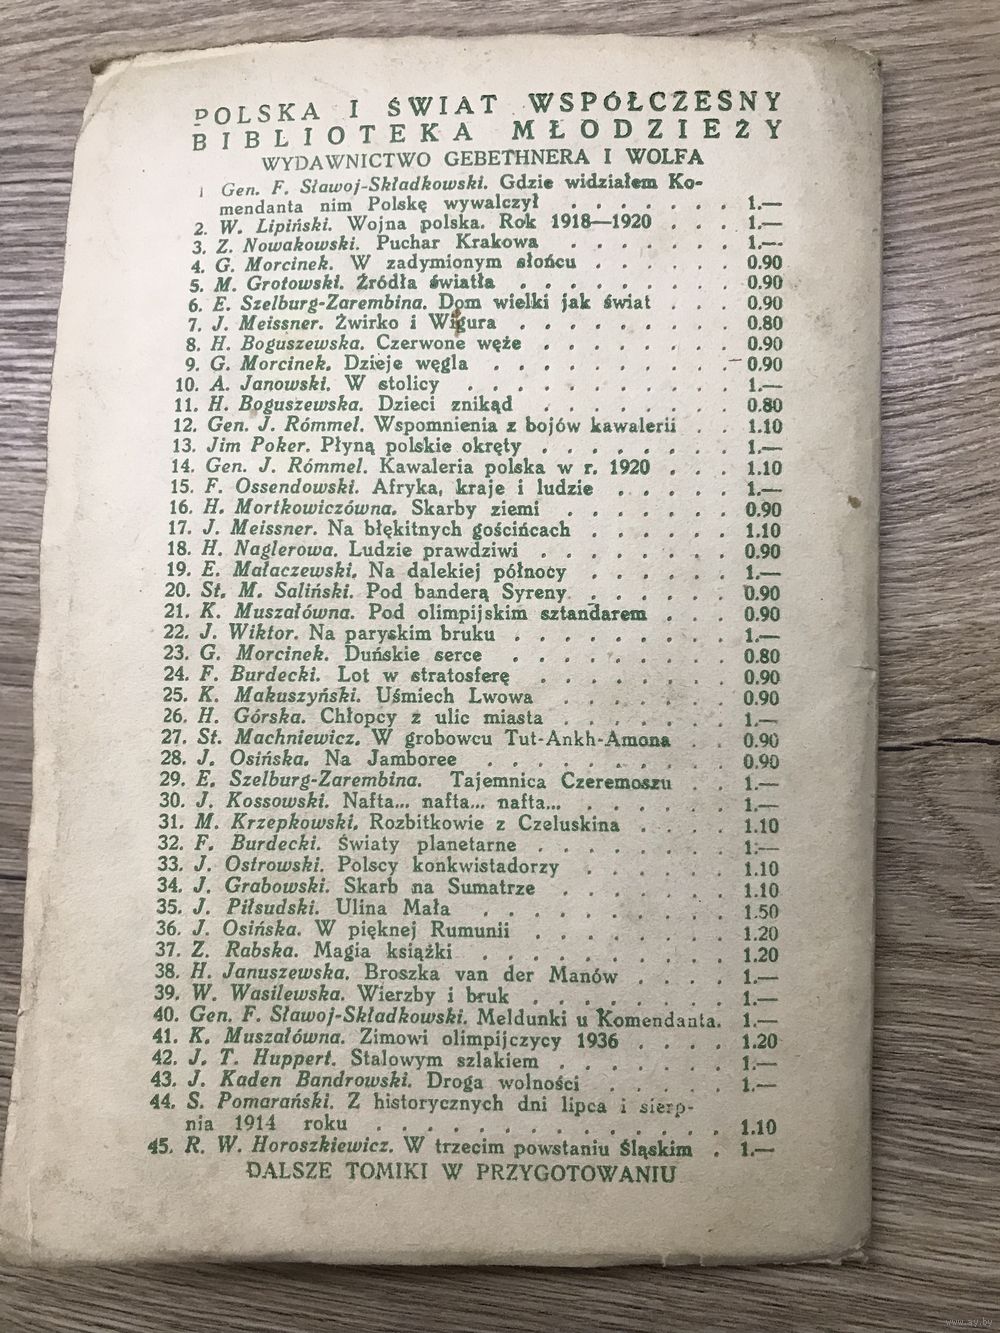 POLSKA I ŚWIAT WSPÓŁCZESNY
BIBLIOTEKA MŁODZIEŻY
WYDAWNICTWO GEBETHNERA I WOLFA
1 Gen. F. Sławoj-Składkowski. Gdzie widziałem Ko-
mendanta nim Polskę wywalczył . . . . . . . 1.—
2. W. Lipiński. Wojna polska. Rok 1918—1920 . . . 1.—
3. Z. Nowakowski. Puchar Krakowa . . . . . . . 1.—
4. G. Morcinek. W zadymionym słońcu . . . . . . 0.90
5. M. Grotowski. Źródła światła . . . . . . . . . 0.90
6. E. Szelburg-Zarembina. Dom wielki jak świat . . . 0.90
7. J. Meissner. Żwirko i Wigura . . . . . . . . . 0.80
8. H. Boguszewska. Czerwone węże . . . . . . . . 0.90
9. G. Morcinek. Dzieje węgla . . . . . . . . . . 0.90
10. A. Janowski. W stolicy . . . . . . . . . . . 1.—
11. H. Boguszewska. Dzieci znikąd . . . . . . . . 0.80
12. Gen. J. Rómmel. Wspomnienia z bojów kawalerii . . 1.10
13. Jim Poker. Płyną polskie okręty . . . . . . . . 1.—
14. Gen. J. Rómmel. Kawaleria polska w r. 1920 . . . 1.10
15. F. Ossendowski. Afryka, kraje i ludzie . . . . . 1.—
16. H. Mortkowiczówna. Skarby ziemi . . . . . . . 0.90
17. J. Meissner. Na błękitnych gościńcach . . . . . . 1.10
18. H. Naglerowa. Ludzie prawdziwi . . . . . . . . 0.90
19. E. Małaczewski. Na dalekiej północy . . . . . . 1.—
20. St. M. Saliński. Pod banderą Syreny . . . . . . 0.90
21. K. Muszałówna. Pod olimpijskim sztandarem . . . 0.90
22. J. Wiktor. Na paryskim bruku . . . . . . . . . 1.—
23. G. Morcinek. Duńskie serce . . . . . . . . . 0.80
24. F. Burdecki. Lot w stratosferę . . . . . . . . 0.90
25. K. Makuszyński. Uśmiech Lwowa . . . . . . . 0.90
26. H. Górska. Chłopcy z ulic miasta . . . . . . . 1.—
27. St. Machniewicz. W grobowcu Tut-Ankh-Amona . . 0.90
28. J. Osińska. Na Jamboree . . . . . . . . . . 0.90
29. E. Szelburg-Zarembina. Tajemnica Czeremoszu . . 1.—
30. J. Kossowski. Nafta... nafta... nafta... . . . . . . 1.—
31. M. Krzepkowski. Rozbitkowie z Czeluskina . . . . 1.10
32. F. Burdecki. Światy planetarne . . . . . . . . 1.—
33. J. Ostrowski. Polscy konkwistadorzy . . . . . . 1.10
34. J. Grabowski. Skarb na Sumatrze . . . . . . . 1.10
35. J. Piłsudski. Ulina Mała . . . . . . . . . . 1.50
36. J. Osińska. W pięknej Rumunii . . . . . . . . 1.20
37. Z. Rabska. Magia książki . . . . . . . . . . 1.20
38. H. Januszewska. Broszka van der Manów . . . . 1.—
39. W. Wasilewska. Wierzby i bruk . . . . . . . . 1.—
40. Gen. F. Sławoj-Składkowski. Meldunki u Komendanta. 1.—
41. K. Muszałówna. Zimowi olimpijczycy 1936 . . . . 1.20
42. J. T. Huppert. Stalowym szlakiem . . . . . . . 1.—
43. J. Kaden Bandrowski. Droga wolności . . . . . 1.—
44. S. Pomarański. Z historycznych dni lipca i sierp-
nia 1914 roku . . . . . . . . . . . . . . 1.10
45. R. W. Horoszkiewicz. W trzecim powstaniu Śląskim . 1.—
DALSZE TOMIKI W PRZYGOTOWANIU
www.ay.by